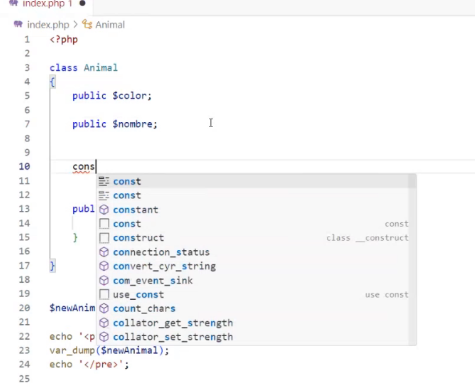 index.php 1 ●
index.php > Animal
1 <?php
2
3 class Animal
4 {
5 public $color;
6
7 public $nombre;
8
9
10 cons
11 const
12 const
13 publ constant
14 const const
15 } construct class __construct
16 connection_status
17 } convert_cyr_string
18 com_event_sink
19 use_const use const
20 $newAnim count_chars
21 collator_get_strength
22 echo '<p collator_set_strength
23 var_dump($newAnimal);
24 echo '</pre>';
25